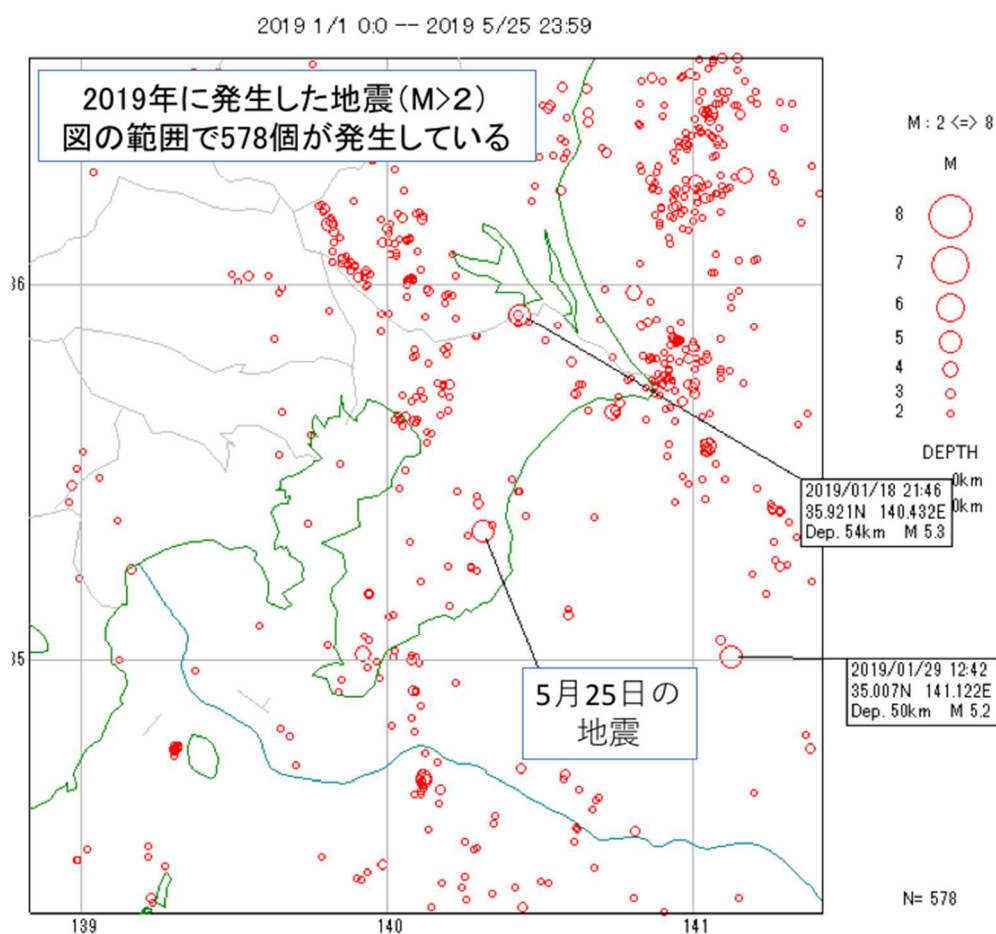 2019 1/1 0:0 -- 2019 5/25 23:59
2019年に発生した地震(M>2)
図の範囲で578個が発生している
M : 2 <=> 8
M
8
7
6
5
4
3
2
DEPTH
0km
0km
36
35
2019/01/18 21:46
35.921N 140.432E
Dep. 54km M 5.3
2019/01/29 12:42
35.007N 141.122E
Dep. 50km M 5.2
5月25日の
地震
N= 578
139
140
141